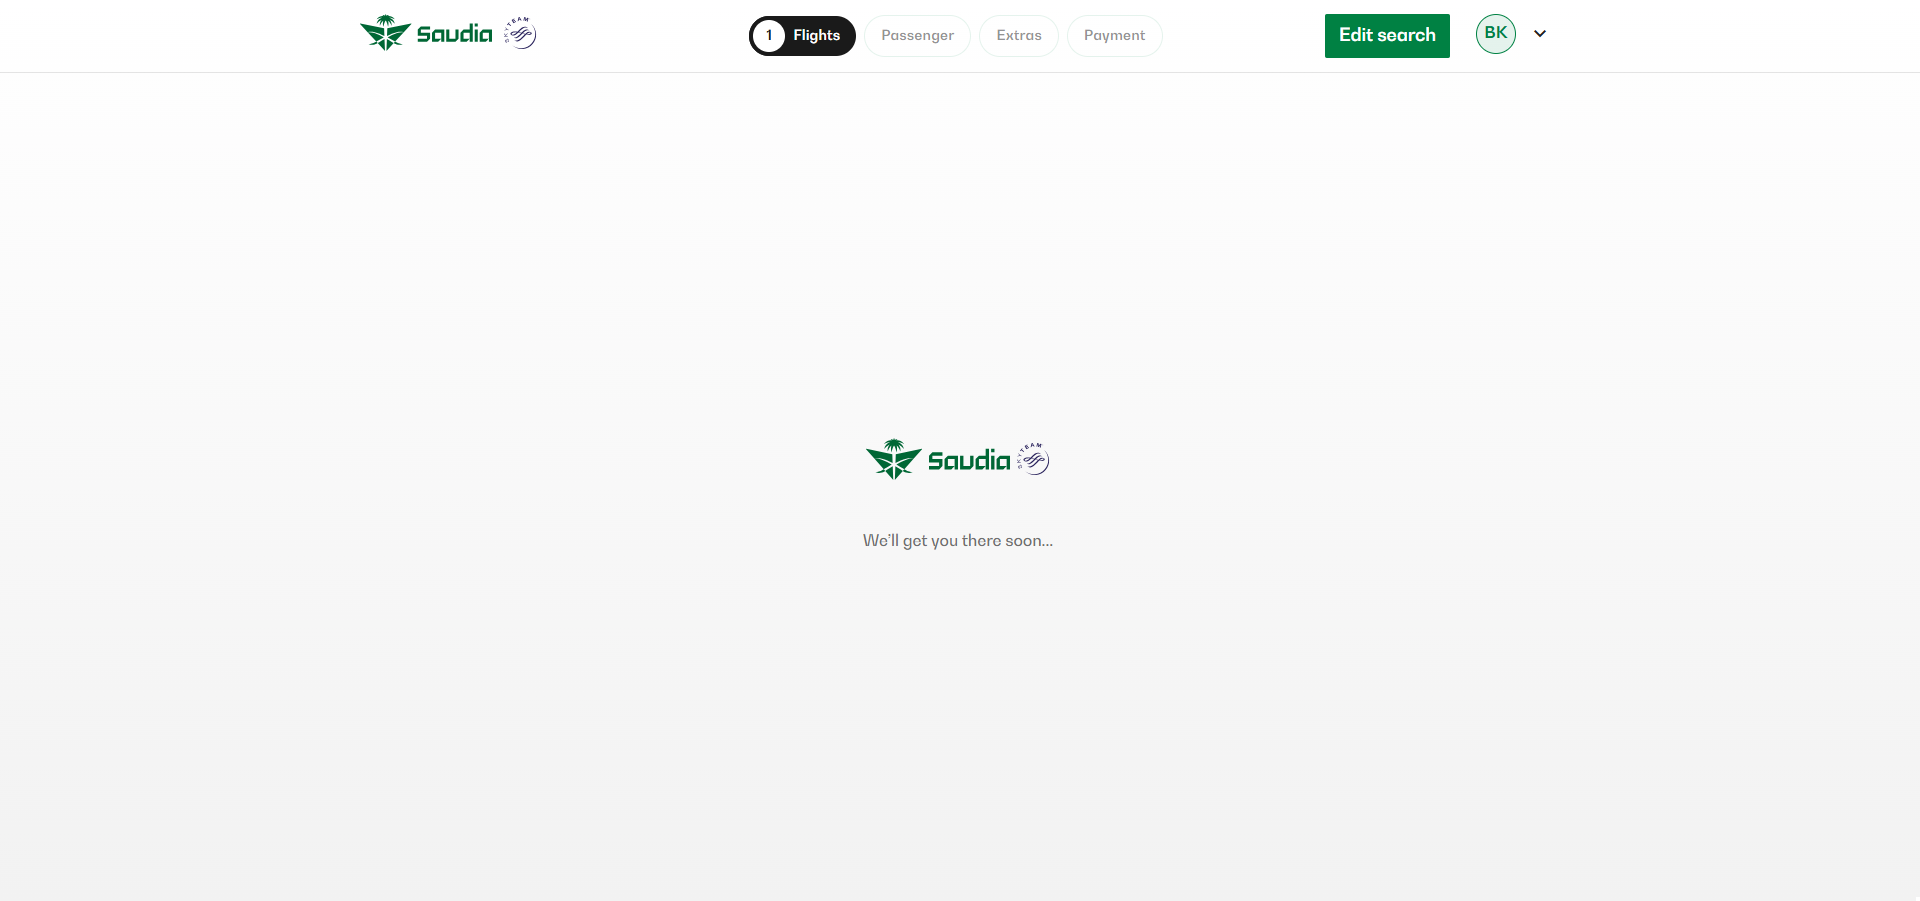 Saudia SKYTEAM
1 Flights Passenger Extras Payment
Edit search BK
Saudia SKYTEAM
We'll get you there soon...